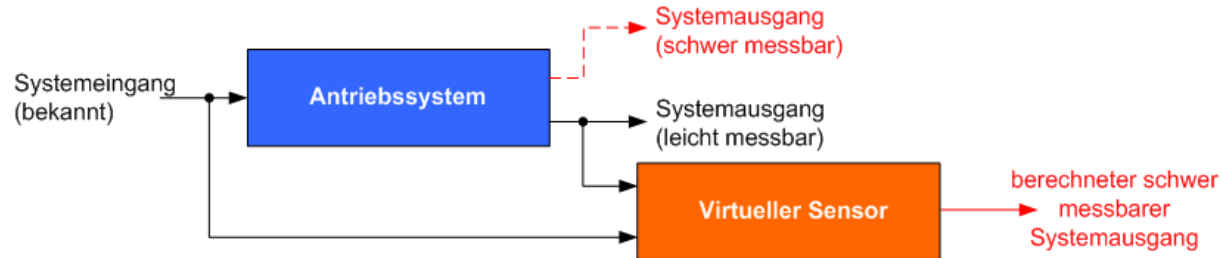 Systemausgang
(schwer messbar)
Systemeingang
(bekannt)
Antriebssystem
Systemausgang
(leicht messbar)
Virtueller Sensor
berechneter schwer
messbarer
Systemausgang